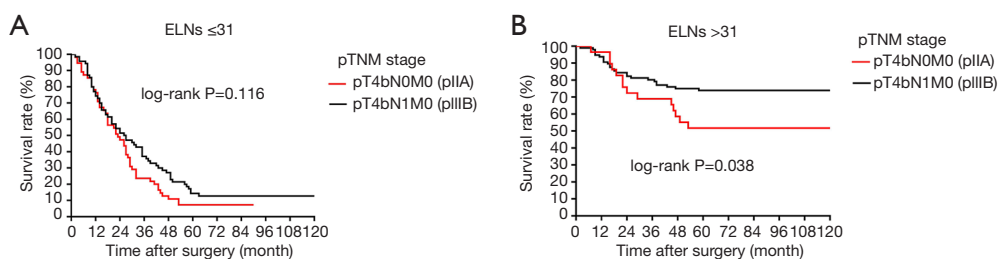 A
ELNs ≤31
pTNM stage
pT4bN0M0 (pIIA)
pT4bN1M0 (pIIIB)
log-rank P=0.116
Survival rate (%)
100
90
80
70
60
50
40
30
20
10
0
0 12 24 36 48 60 72 84 96 108 120
Time after surgery (month)
B
ELNs >31
pTNM stage
pT4bN0M0 (pIIA)
pT4bN1M0 (pIIIB)
log-rank P=0.038
Survival rate (%)
100
90
80
70
60
50
40
30
20
10
0
0 12 24 36 48 60 72 84 96 108 120
Time after surgery (month)